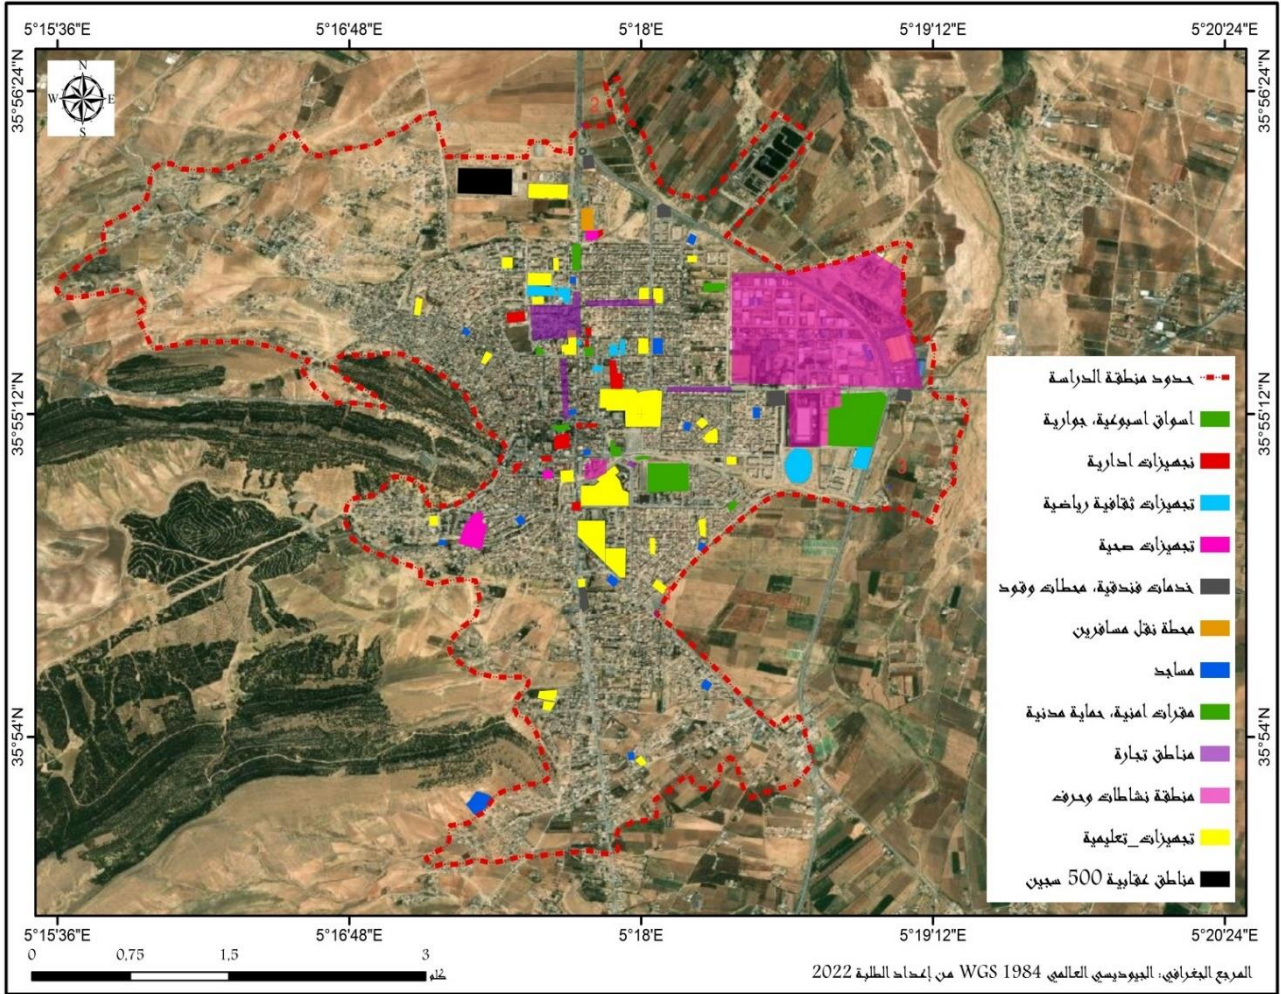 5°15'36"E 5°16'48"E 5°18'E 5°19'12"E 5°20'24"E
35°56'24"N
35°56'24"N
N
W E
S
2
حدود منطقة الدراسة
اسواق اسبوعية، جوارية
تجهيزات ادارية
35°55'12"N
35°55'12"N
3
تجهيزات ثقافية رياضية
تجهيزات صحية
خدمات فندقية، محطات وقود
محطة نقل مسافرين
مساجد
مقرات امنية، حماية مدنية
35°54'N
35°54'N
مناطق تجارة
منطقة نشاطات وحرف
تجهيزات_تعليمية
مناطق عقابية 500 سجين
5°15'36"E 5°16'48"E 5°18'E 5°19'12"E 5°20'24"E
0 0,75 1,5 3
كلم
المرجع الجغرافي: الجيوديسي العالمي WGS 1984 من إعداد الطلبة 2022